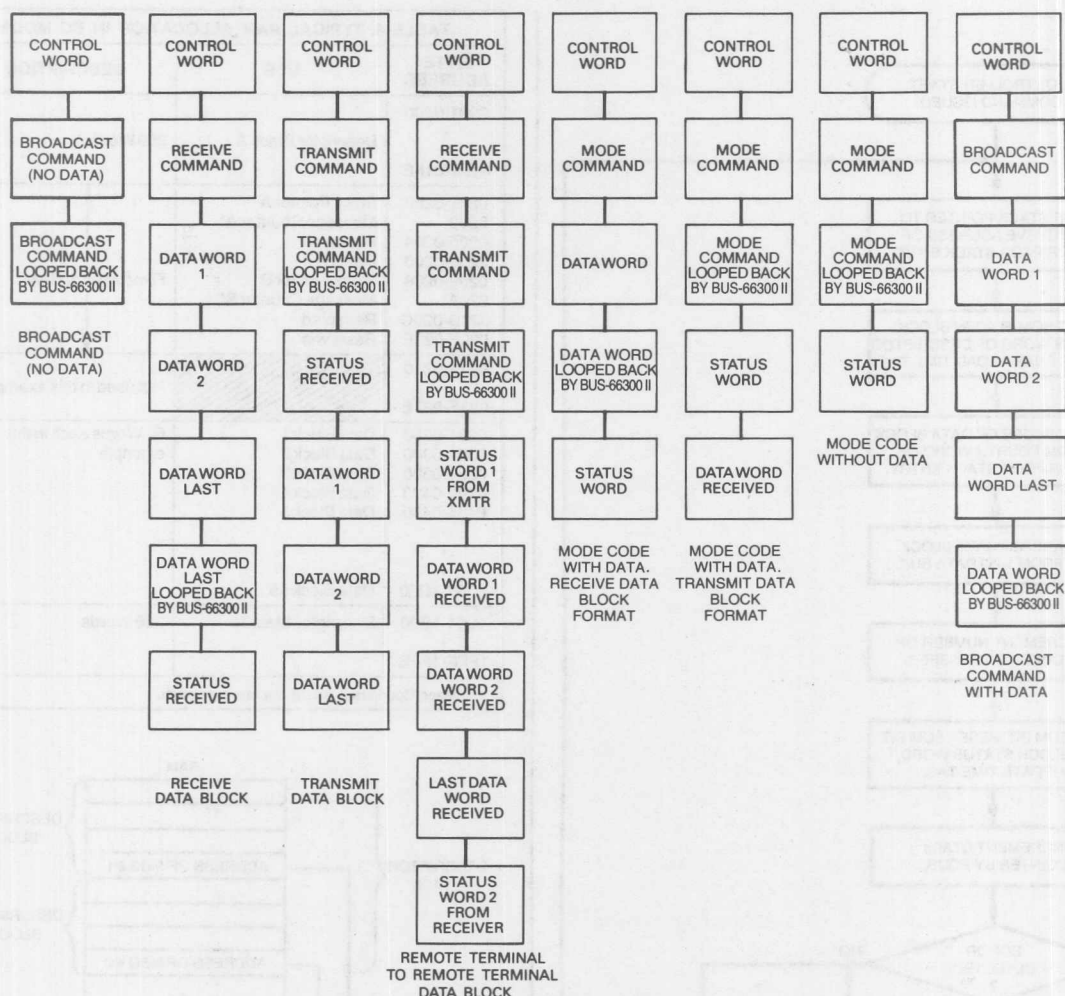 CONTROL
WORD
BROADCAST
COMMAND
(NO DATA)
BROADCAST
COMMAND
LOOPED BACK
BY BUS-66300 II
BROADCAST
COMMAND
(NO DATA)
CONTROL
WORD
RECEIVE
COMMAND
DATA WORD
1
DATA WORD
2
DATA WORD
LAST
DATA WORD
LAST
LOOPED BACK
BY BUS-66300 II
STATUS
RECEIVED
RECEIVE
DATA BLOCK
CONTROL
WORD
TRANSMIT
COMMAND
TRANSMIT
COMMAND
LOOPED BACK
BY BUS-66300 II
STATUS
RECEIVED
DATA WORD
1
DATA WORD
2
DATA WORD
LAST
TRANSMIT
DATA BLOCK
CONTROL
WORD
RECEIVE
COMMAND
TRANSMIT
COMMAND
TRANSMIT
COMMAND
LOOPED BACK
BY BUS-66300 II
STATUS
WORD 1
FROM
XMTR
DATA WORD
WORD 1
RECEIVED
DATA WORD
WORD 2
RECEIVED
LAST DATA
WORD
RECEIVED
STATUS
WORD 2
FROM
RECEIVER
REMOTE TERMINAL
TO REMOTE TERMINAL
DATA BLOCK
CONTROL
WORD
MODE
COMMAND
DATA WORD
DATA WORD
LOOPED BACK
BY BUS-66300 II
STATUS
WORD
MODE CODE
WITH DATA.
RECEIVE DATA
BLOCK
FORMAT
CONTROL
WORD
MODE
COMMAND
MODE
COMMAND
LOOPED BACK
BY BUS-66300 II
STATUS
WORD
DATA WORD
RECEIVED
MODE CODE
WITH DATA.
TRANSMIT DATA
BLOCK
FORMAT
CONTROL
WORD
MODE
COMMAND
MODE
COMMAND
LOOPED BACK
BY BUS-66300 II
STATUS
WORD
MODE CODE
WITHOUT DATA
CONTROL
WORD
BROADCAST
COMMAND
DATA
WORD 1
DATA
WORD 2
DATA
WORD LAST
DATA WORD
LOOPED BACK
BY BUS-66300 II
BROADCAST
COMMAND
WITH DATA